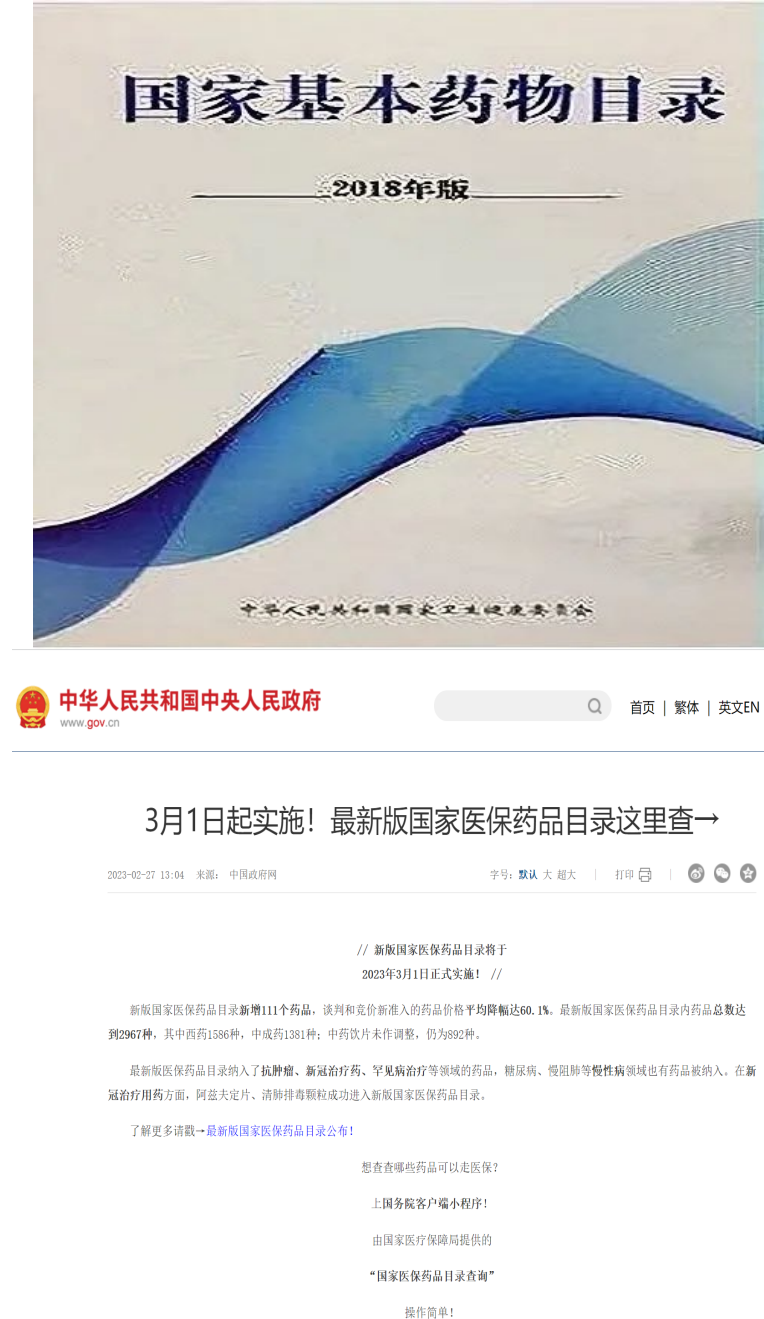 国家基本药物目录
2018年版
中华人民共和国国家卫生健康委员会
中华人民共和国中央人民政府
www.gov.cn
首页 | 繁体 | 英文EN
3月1日起实施！最新版国家医保药品目录这里查→
2023-02-27 13:04 来源： 中国政府网 字号：默认 大 超大 | 打印 |
// 新版国家医保药品目录将于
2023年3月1日正式实施！ //
新版国家医保药品目录新增111个药品，谈判和竞价新准入的药品价格平均降幅达60.1%。最新版国家医保药品目录内药品总数达
到2967种，其中西药1586种，中成药1381种；中药饮片未作调整，仍为892种。
最新版医保药品目录纳入了抗肿瘤、新冠治疗药、罕见病治疗等领域的药品，糖尿病、慢阻肺等慢性病领域也有药品被纳入。在新
冠治疗用药方面，阿兹夫定片、清肺排毒颗粒成功进入新版国家医保药品目录。
了解更多请戳→最新版国家医保药品目录公布！
想查查哪些药品可以走医保？
上国务院客户端小程序！
由国家医疗保障局提供的
“国家医保药品目录查询”
操作简单！